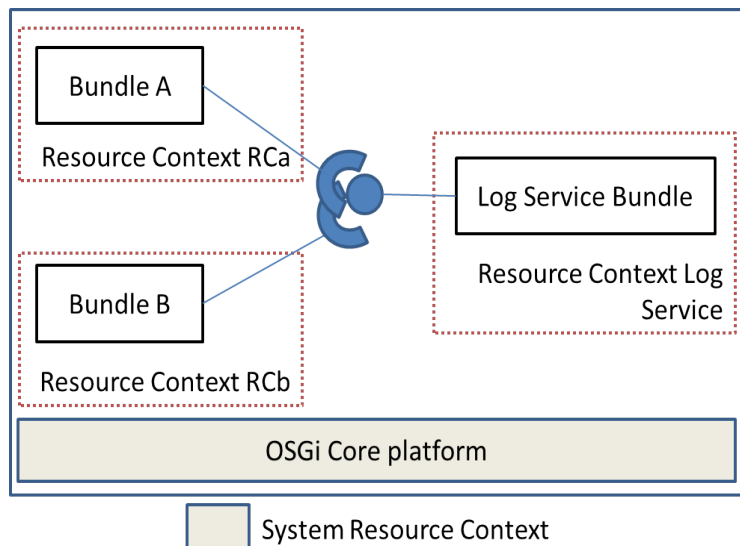 Bundle A
Resource Context RCa
Log Service Bundle
Resource Context Log
Service
Bundle B
Resource Context RCb
OSGi Core platform
System Resource Context